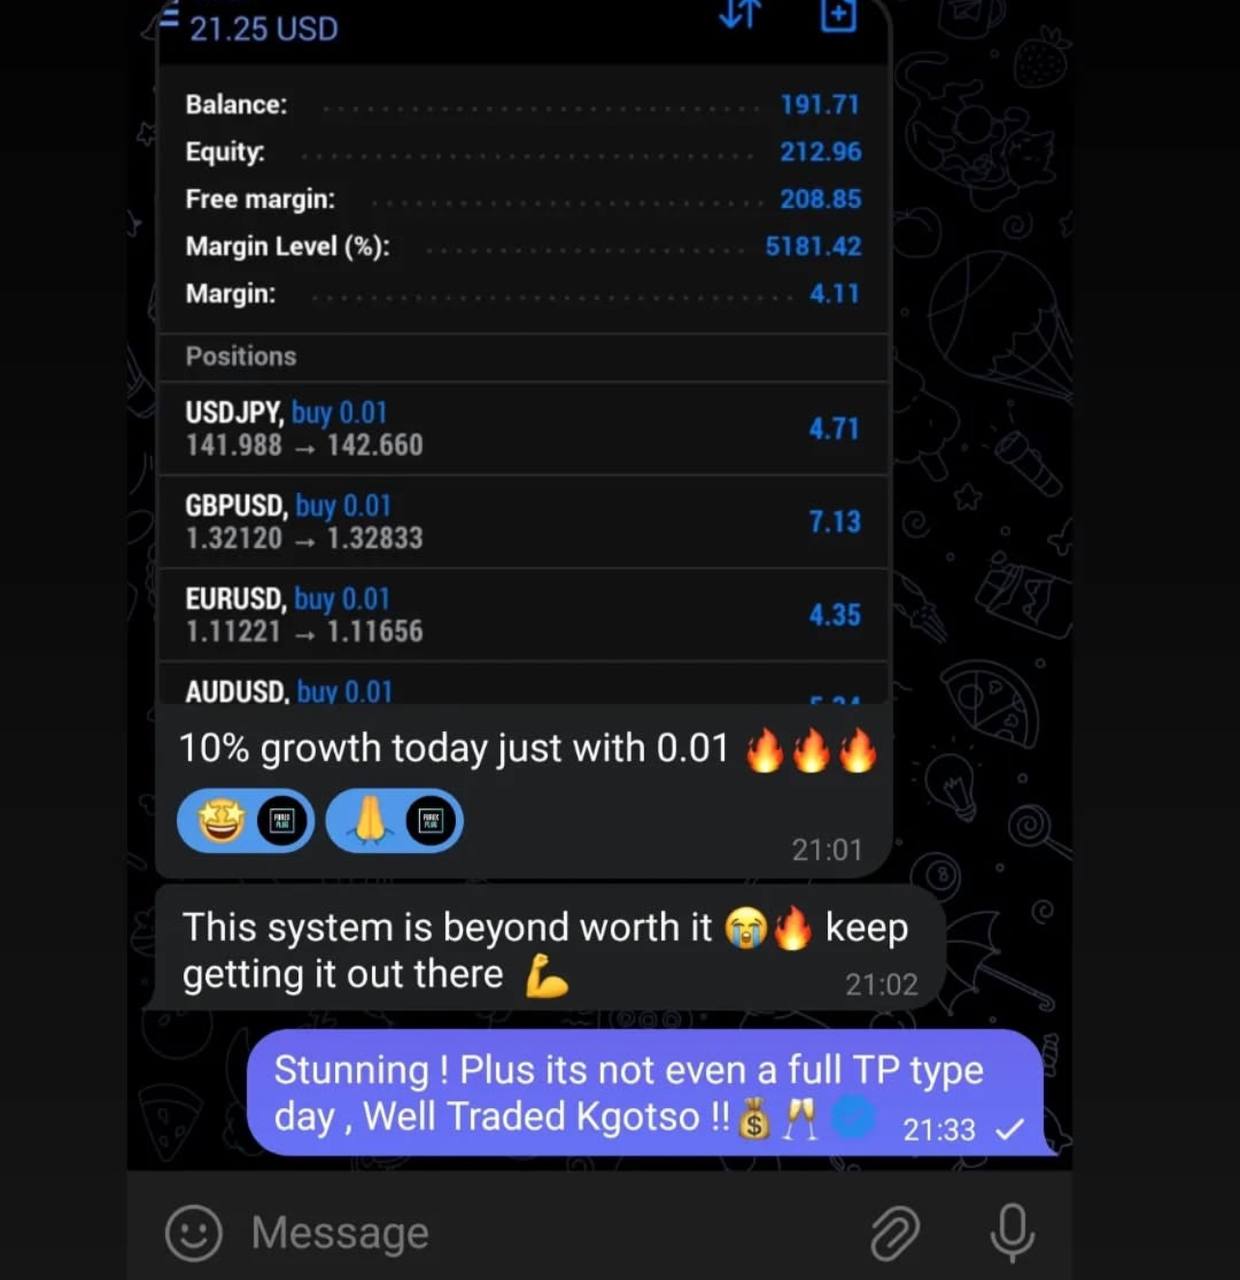 21.25 USD
Balance: 191.71
Equity: 212.96
Free margin: 208.85
Margin Level (%): 5181.42
Margin: 4.11
Positions
USDJPY, buy 0.01
141.988 → 142.660
4.71
GBPUSD, buy 0.01
1.32120 → 1.32833
7.13
EURUSD, buy 0.01
1.11221 → 1.11656
4.35
AUDUSD, buy 0.01
10% growth today just with 0.01 🔥🔥🔥
21:01
This system is beyond worth it 😭🔥 keep
getting it out there 💪
21:02
Stunning ! Plus its not even a full TP type
day , Well Traded Kgotso !!💰🥂
21:33
Message